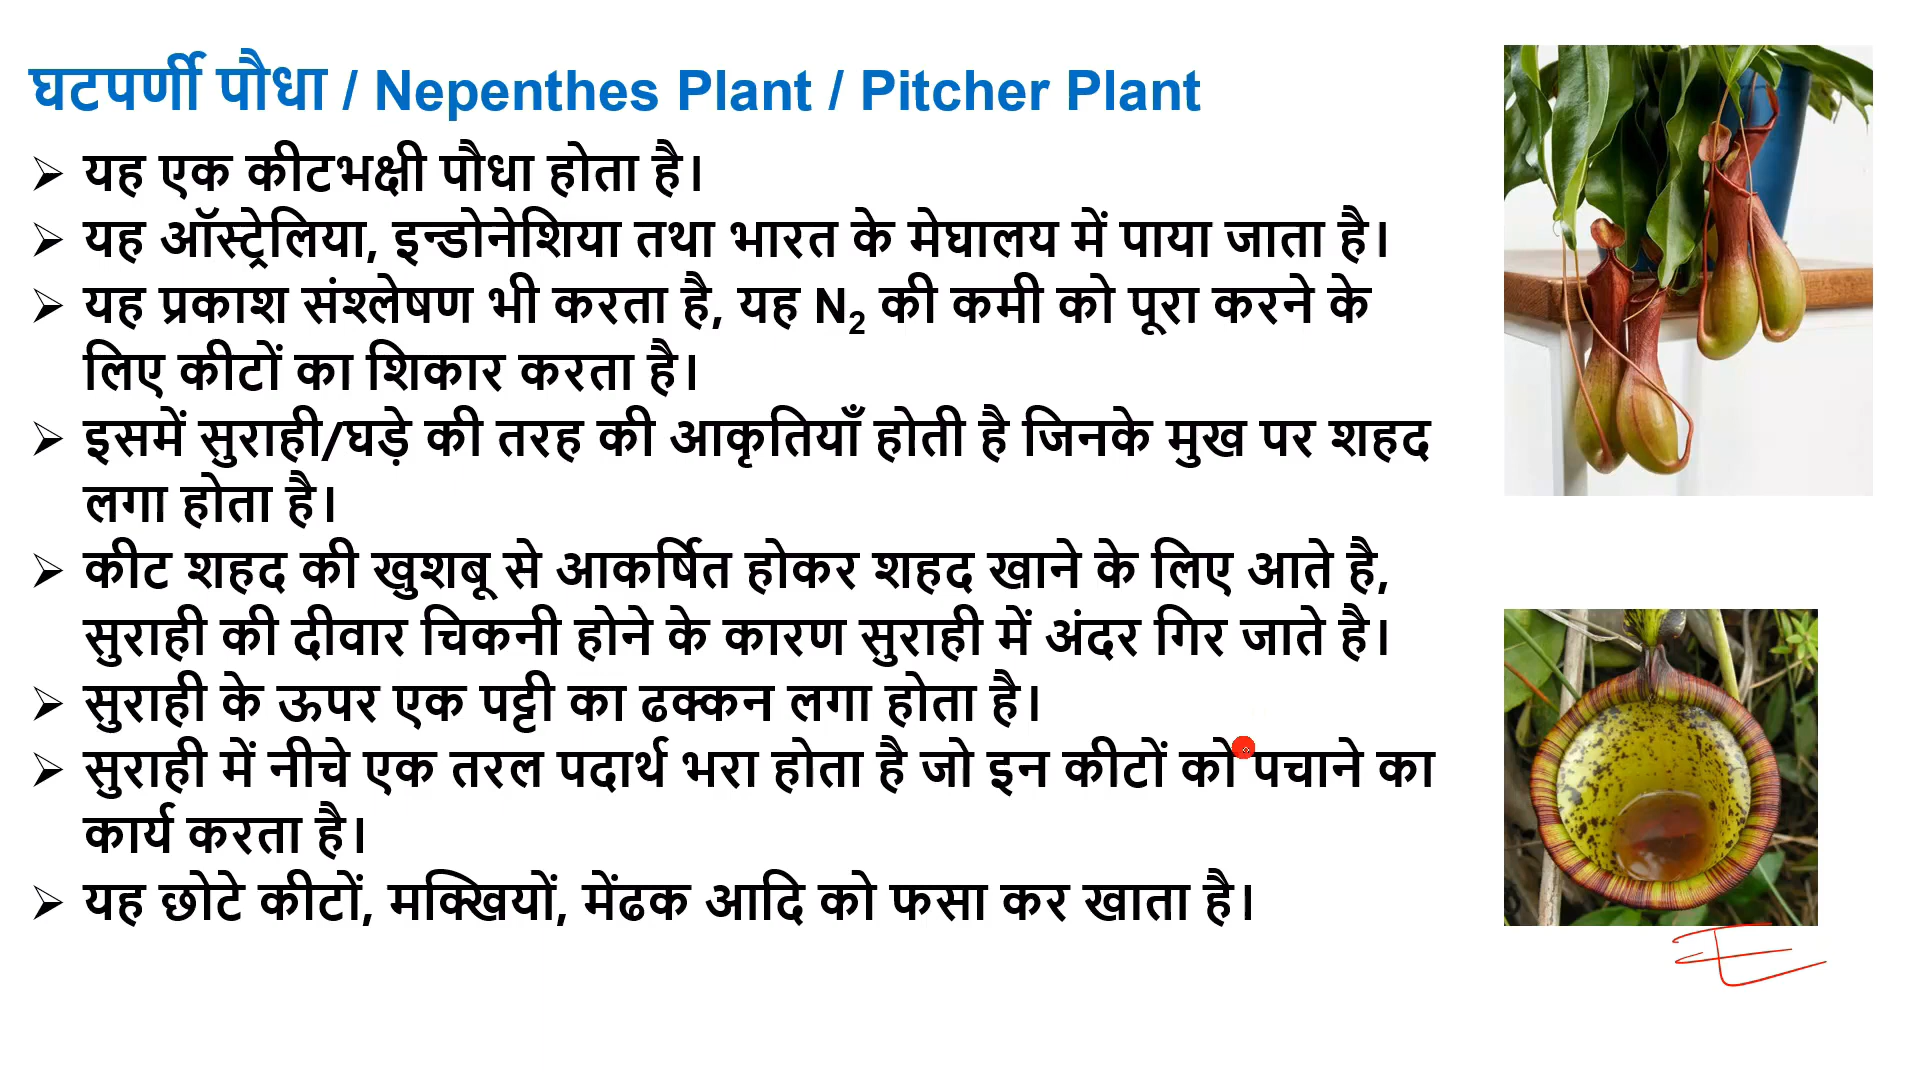 घटपर्णी पौधा / Nepenthes Plant / Pitcher Plant
➢ यह एक कीटभक्षी पौधा होता है।
➢ यह ऑस्ट्रेलिया, इन्डोनेशिया तथा भारत के मेघालय में पाया जाता है।
➢ यह प्रकाश संश्लेषण भी करता है, यह N₂ की कमी को पूरा करने के
लिए कीटों का शिकार करता है।
➢ इसमें सुराही/घड़े की तरह की आकृतियाँ होती है जिनके मुख पर शहद
लगा होता है।
➢ कीट शहद की खुशबू से आकर्षित होकर शहद खाने के लिए आते है,
सुराही की दीवार चिकनी होने के कारण सुराही में अंदर गिर जाते है।
➢ सुराही के ऊपर एक पट्टी का ढक्कन लगा होता है।
➢ सुराही में नीचे एक तरल पदार्थ भरा होता है जो इन कीटों को पचाने का
कार्य करता है।
➢ यह छोटे कीटों, मक्खियों, मेंढक आदि को फसा कर खाता है।